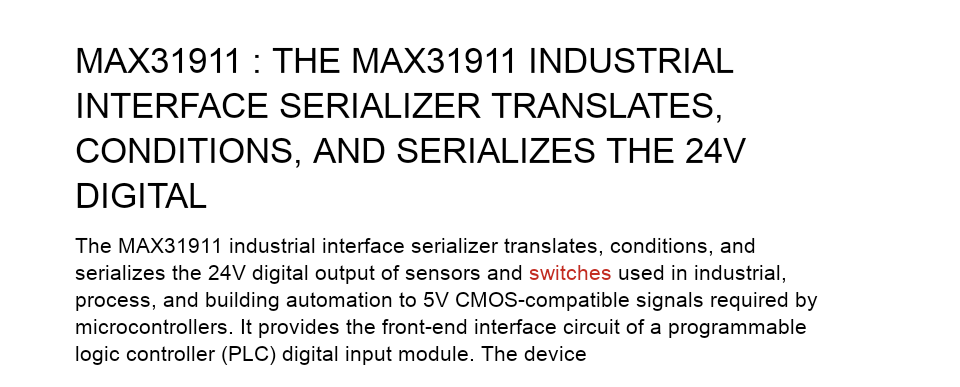 MAX31911 : THE MAX31911 INDUSTRIAL
INTERFACE SERIALIZER TRANSLATES,
CONDITIONS, AND SERIALIZES THE 24V
DIGITAL
The MAX31911 industrial interface serializer translates, conditions, and
serializes the 24V digital output of sensors and switches used in industrial,
process, and building automation to 5V CMOS-compatible signals required by
microcontrollers. It provides the front-end interface circuit of a programmable
logic controller (PLC) digital input module. The device